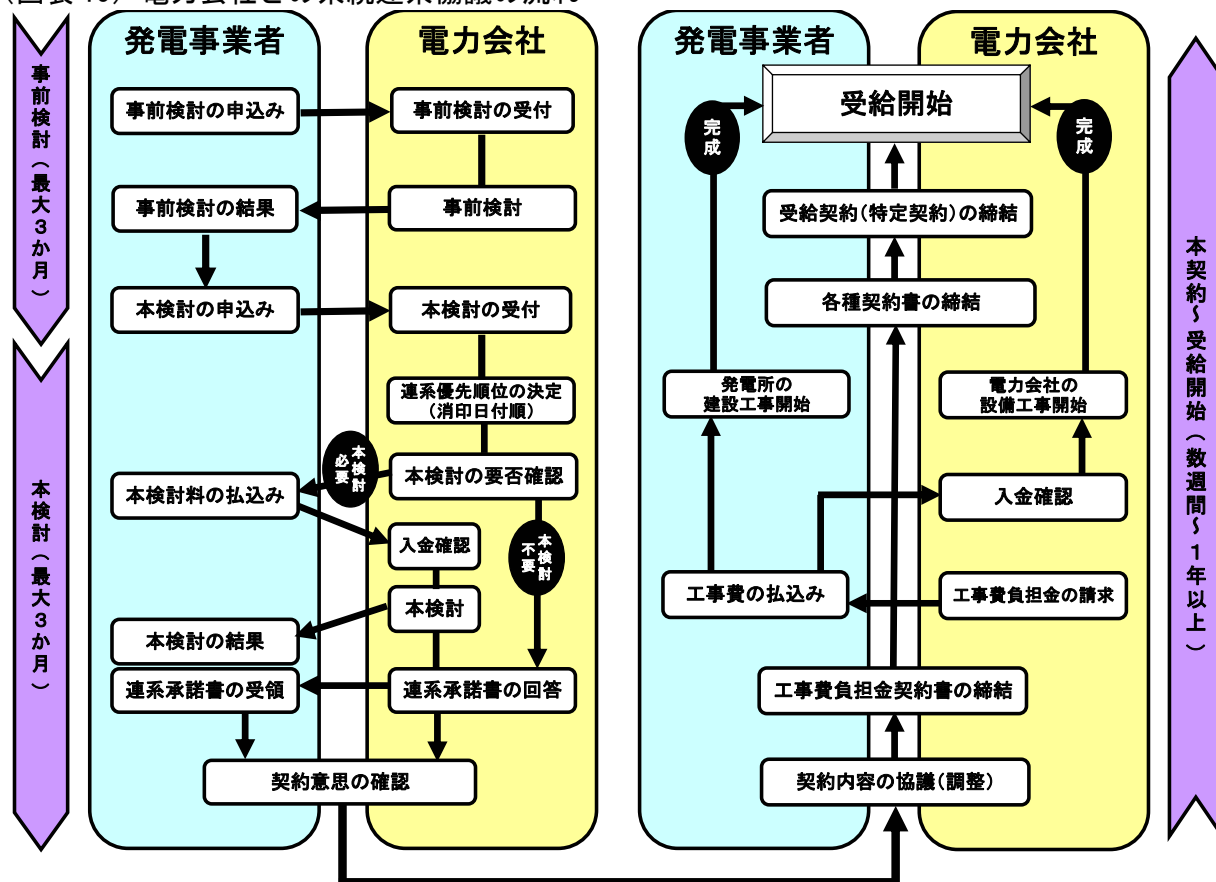 発電事業者
電力会社
事前検討（最大３か月）
事前検討の申込み
事前検討の受付
事前検討の結果
事前検討
本検討の申込み
本検討の受付
連系優先順位の決定
（消印日付順）
本検討
必要
本検討の要否確認
本検討料の払込み
本検討（最大３か月）
入金確認
本検討
不要
本検討
本検討の結果
連系承諾書の受領
連系承諾書の回答
契約意思の確認
発電事業者
電力会社
受給開始
完成
完成
受給契約（特定契約）の締結
各種契約書の締結
発電所の
建設工事開始
電力会社の
設備工事開始
入金確認
工事費の払込み
工事費負担金の請求
工事費負担金契約書の締結
契約内容の協議（調整）
本契約～受給開始（数週間～１年以上）